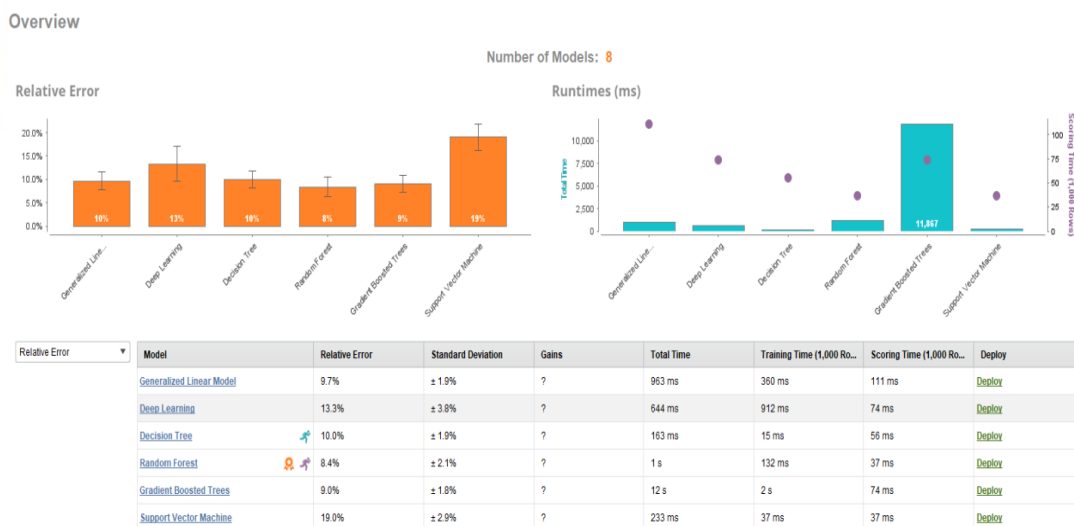 Overview
Number of Models: 8
Relative Error
Runtimes (ms)
20.0%
15.0%
10.0%
5.0%
0.0%
10%
13%
10%
8%
9%
19%
Generalized Line...
Deep Learning
Decision Tree
Random Forest
Gradient Boosted Trees
Support Vector Machine
Total Time
10,000
7,500
5,000
2,500
0
11,867
100
75
50
25
0
Scoring Time (1,000 Rows)
Generalized Line...
Deep Learning
Decision Tree
Random Forest
Gradient Boosted Trees
Support Vector Machine
Relative Error
Model Relative Error Standard Deviation Gains Total Time Training Time (1,000 Ro... Scoring Time (1,000 Ro... Deploy
Generalized Linear Model 9.7% ± 1.9% ? 963 ms 360 ms 111 ms Deploy
Deep Learning 13.3% ± 3.8% ? 644 ms 912 ms 74 ms Deploy
Decision Tree 10.0% ± 1.9% ? 163 ms 15 ms 56 ms Deploy
Random Forest 8.4% ± 2.1% ? 1 s 132 ms 37 ms Deploy
Gradient Boosted Trees 9.0% ± 1.8% ? 12 s 2 s 74 ms Deploy
Support Vector Machine 19.0% ± 2.9% ? 233 ms 37 ms 37 ms Deploy